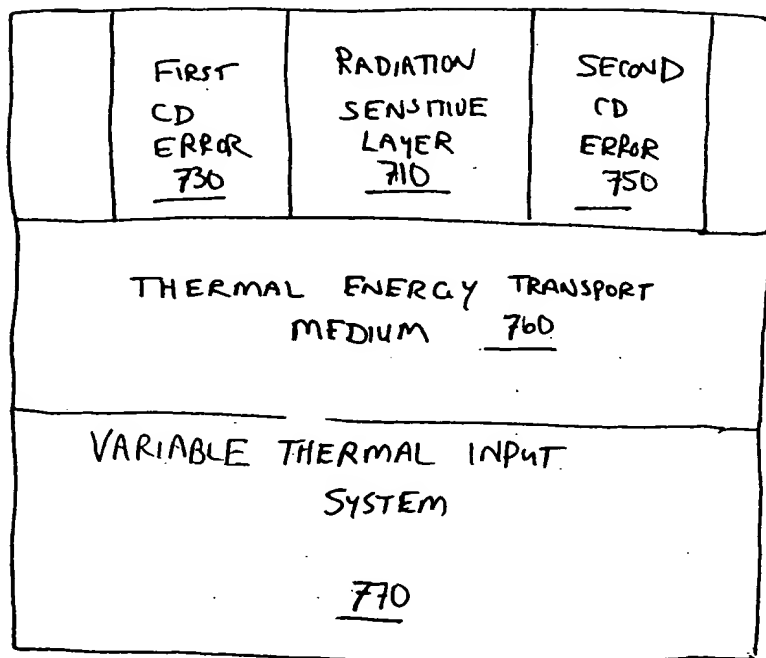 FIRST
CD
ERROR
730
RADIATION
SENSITIVE
LAYER
710
SECOND
CD
ERROR
750
THERMAL ENERGY TRANSPORT
MEDIUM 760
VARIABLE THERMAL INPUT
SYSTEM
770